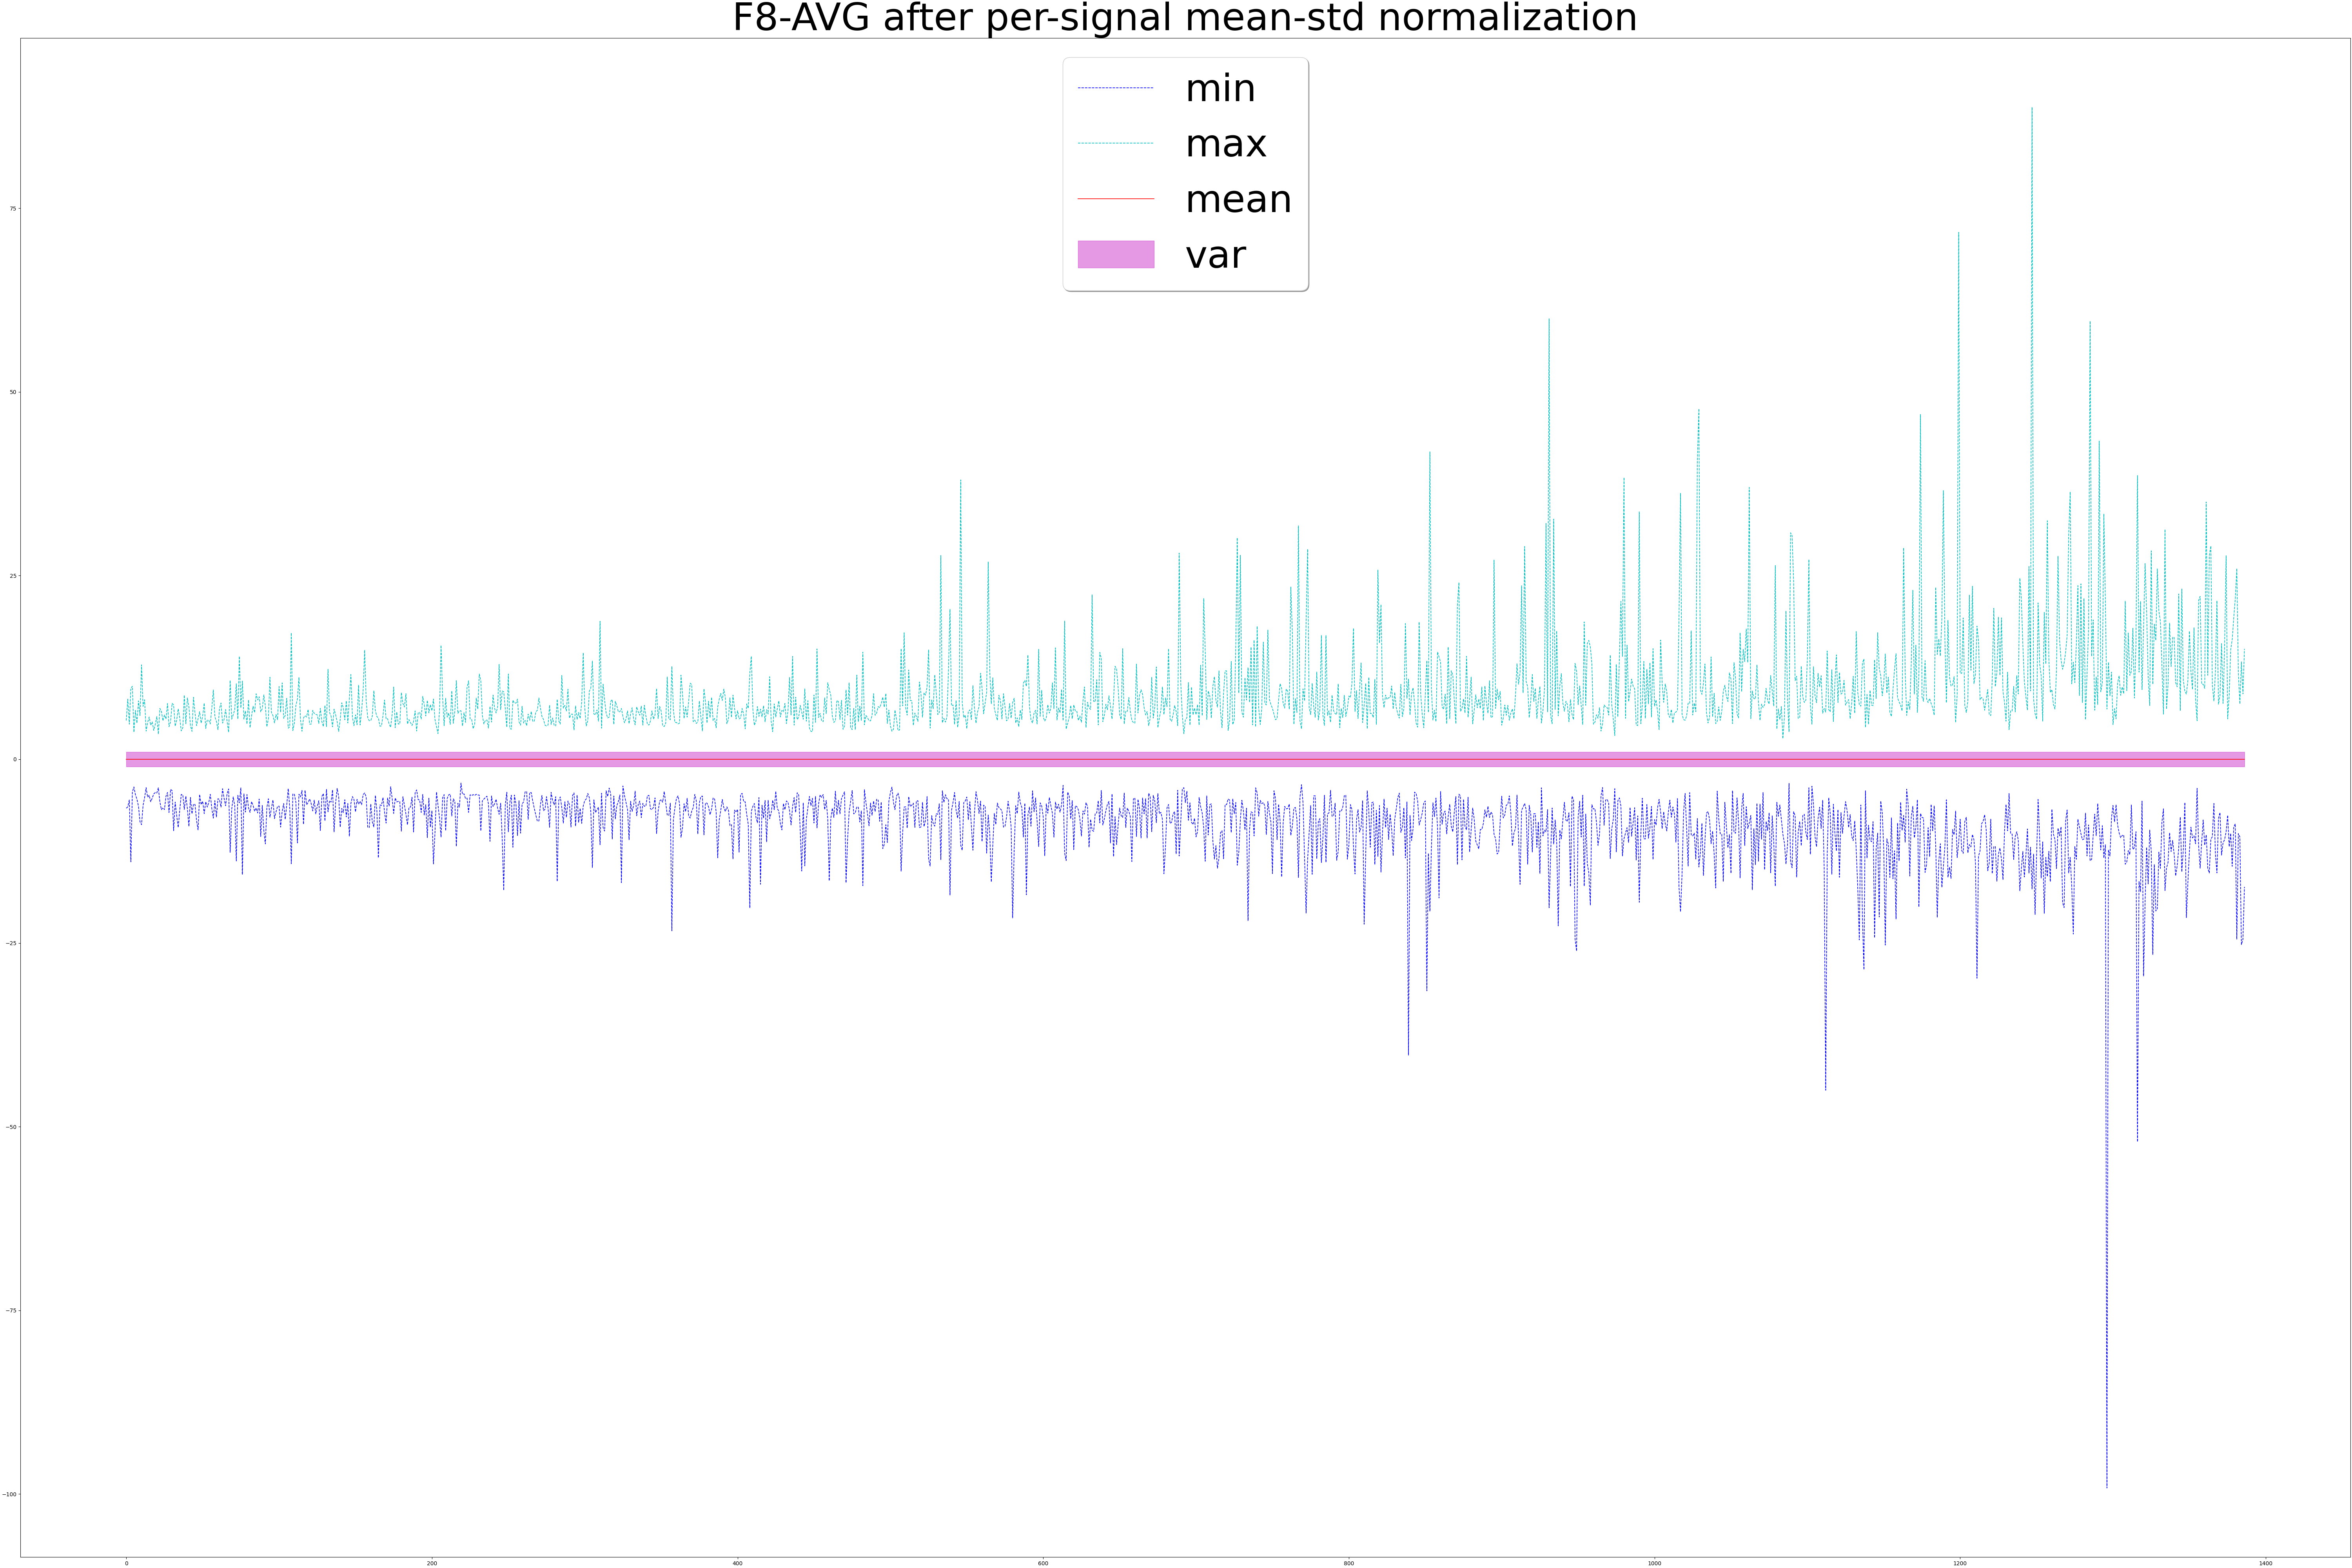 F8-AVG after per-signal mean-std normalization
min
max
mean
var
75
50
25
0
−25
−50
−75
−100
0 200 400 600 800 1000 1200 1400